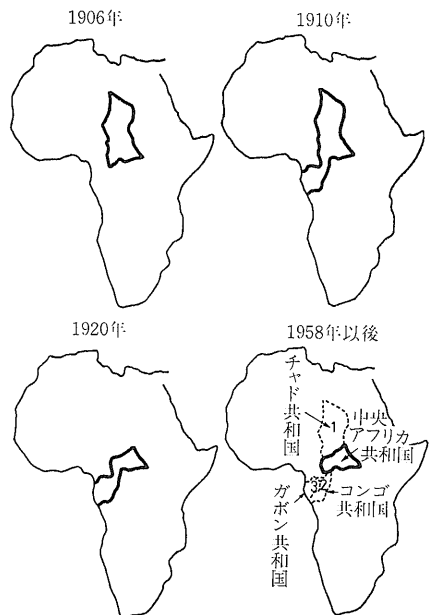 1906年
1910年
1920年
1958年以後
チャド共和国
1
中央
アフリカ
共和国
32
ガボン共和国
コンゴ
共和国